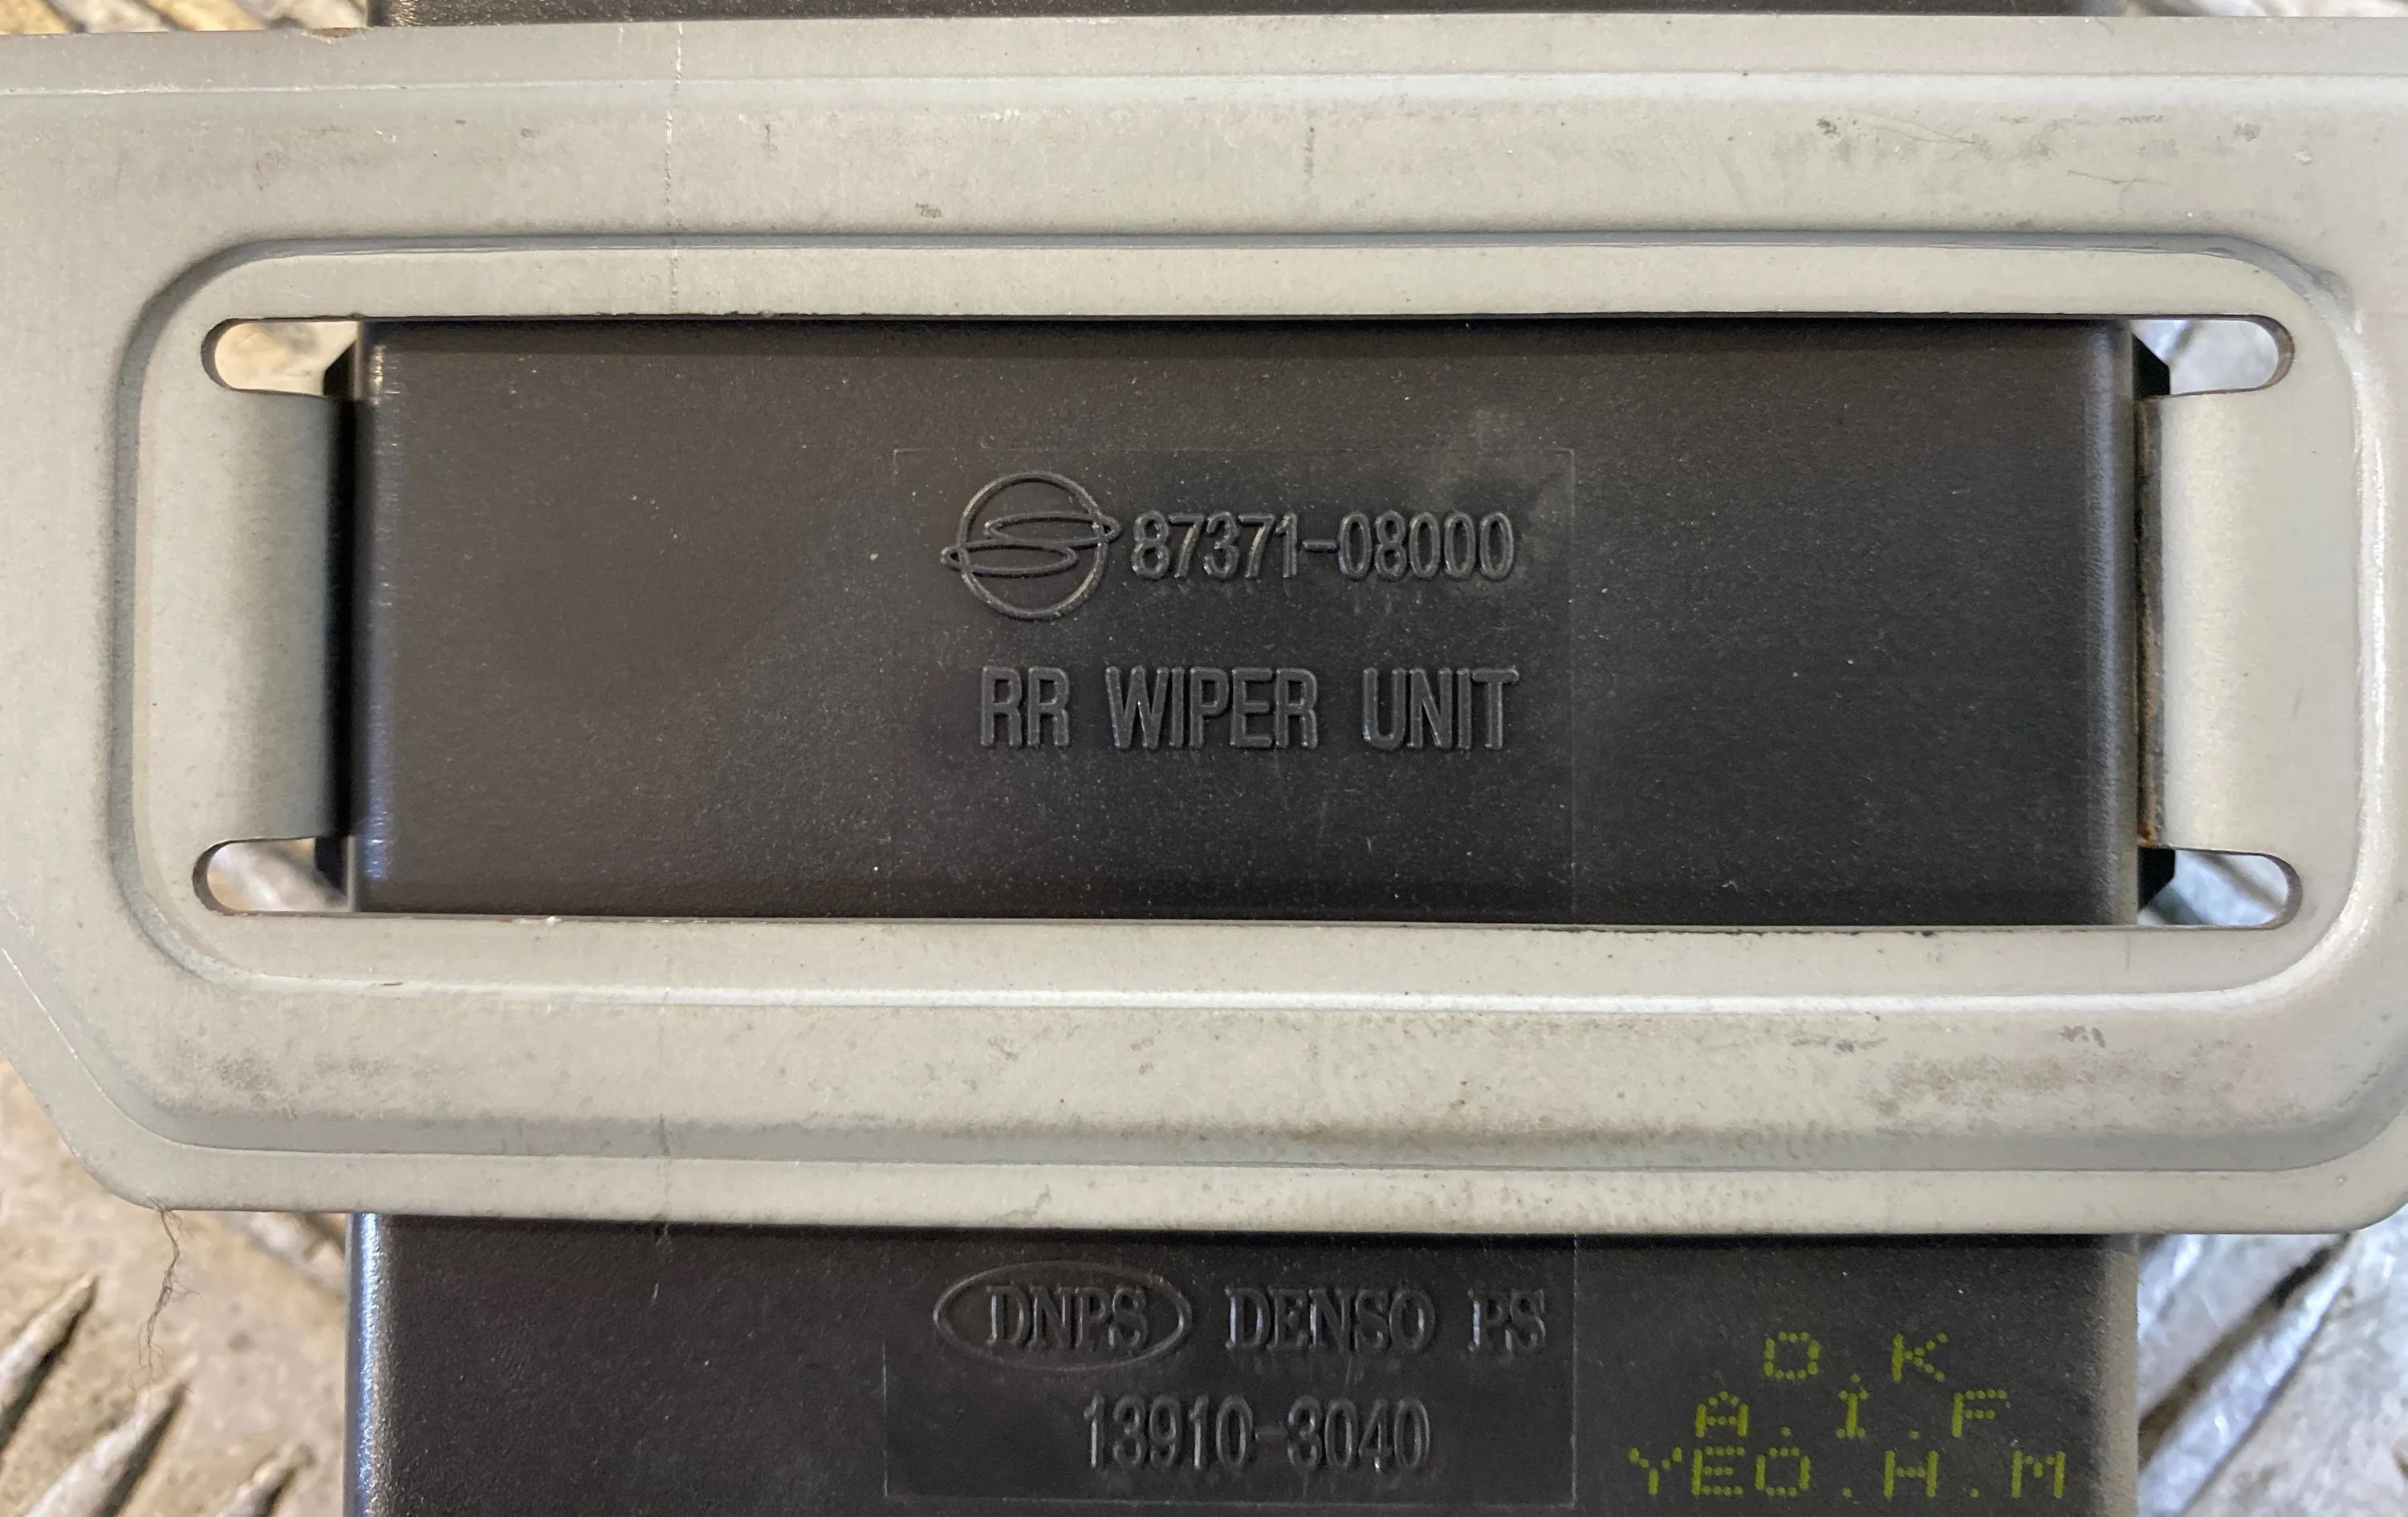 87371-08000
RR WIPER UNIT
DNPS DENSO PS
13910-3040
O.K
A.I.F
YEO.H.M